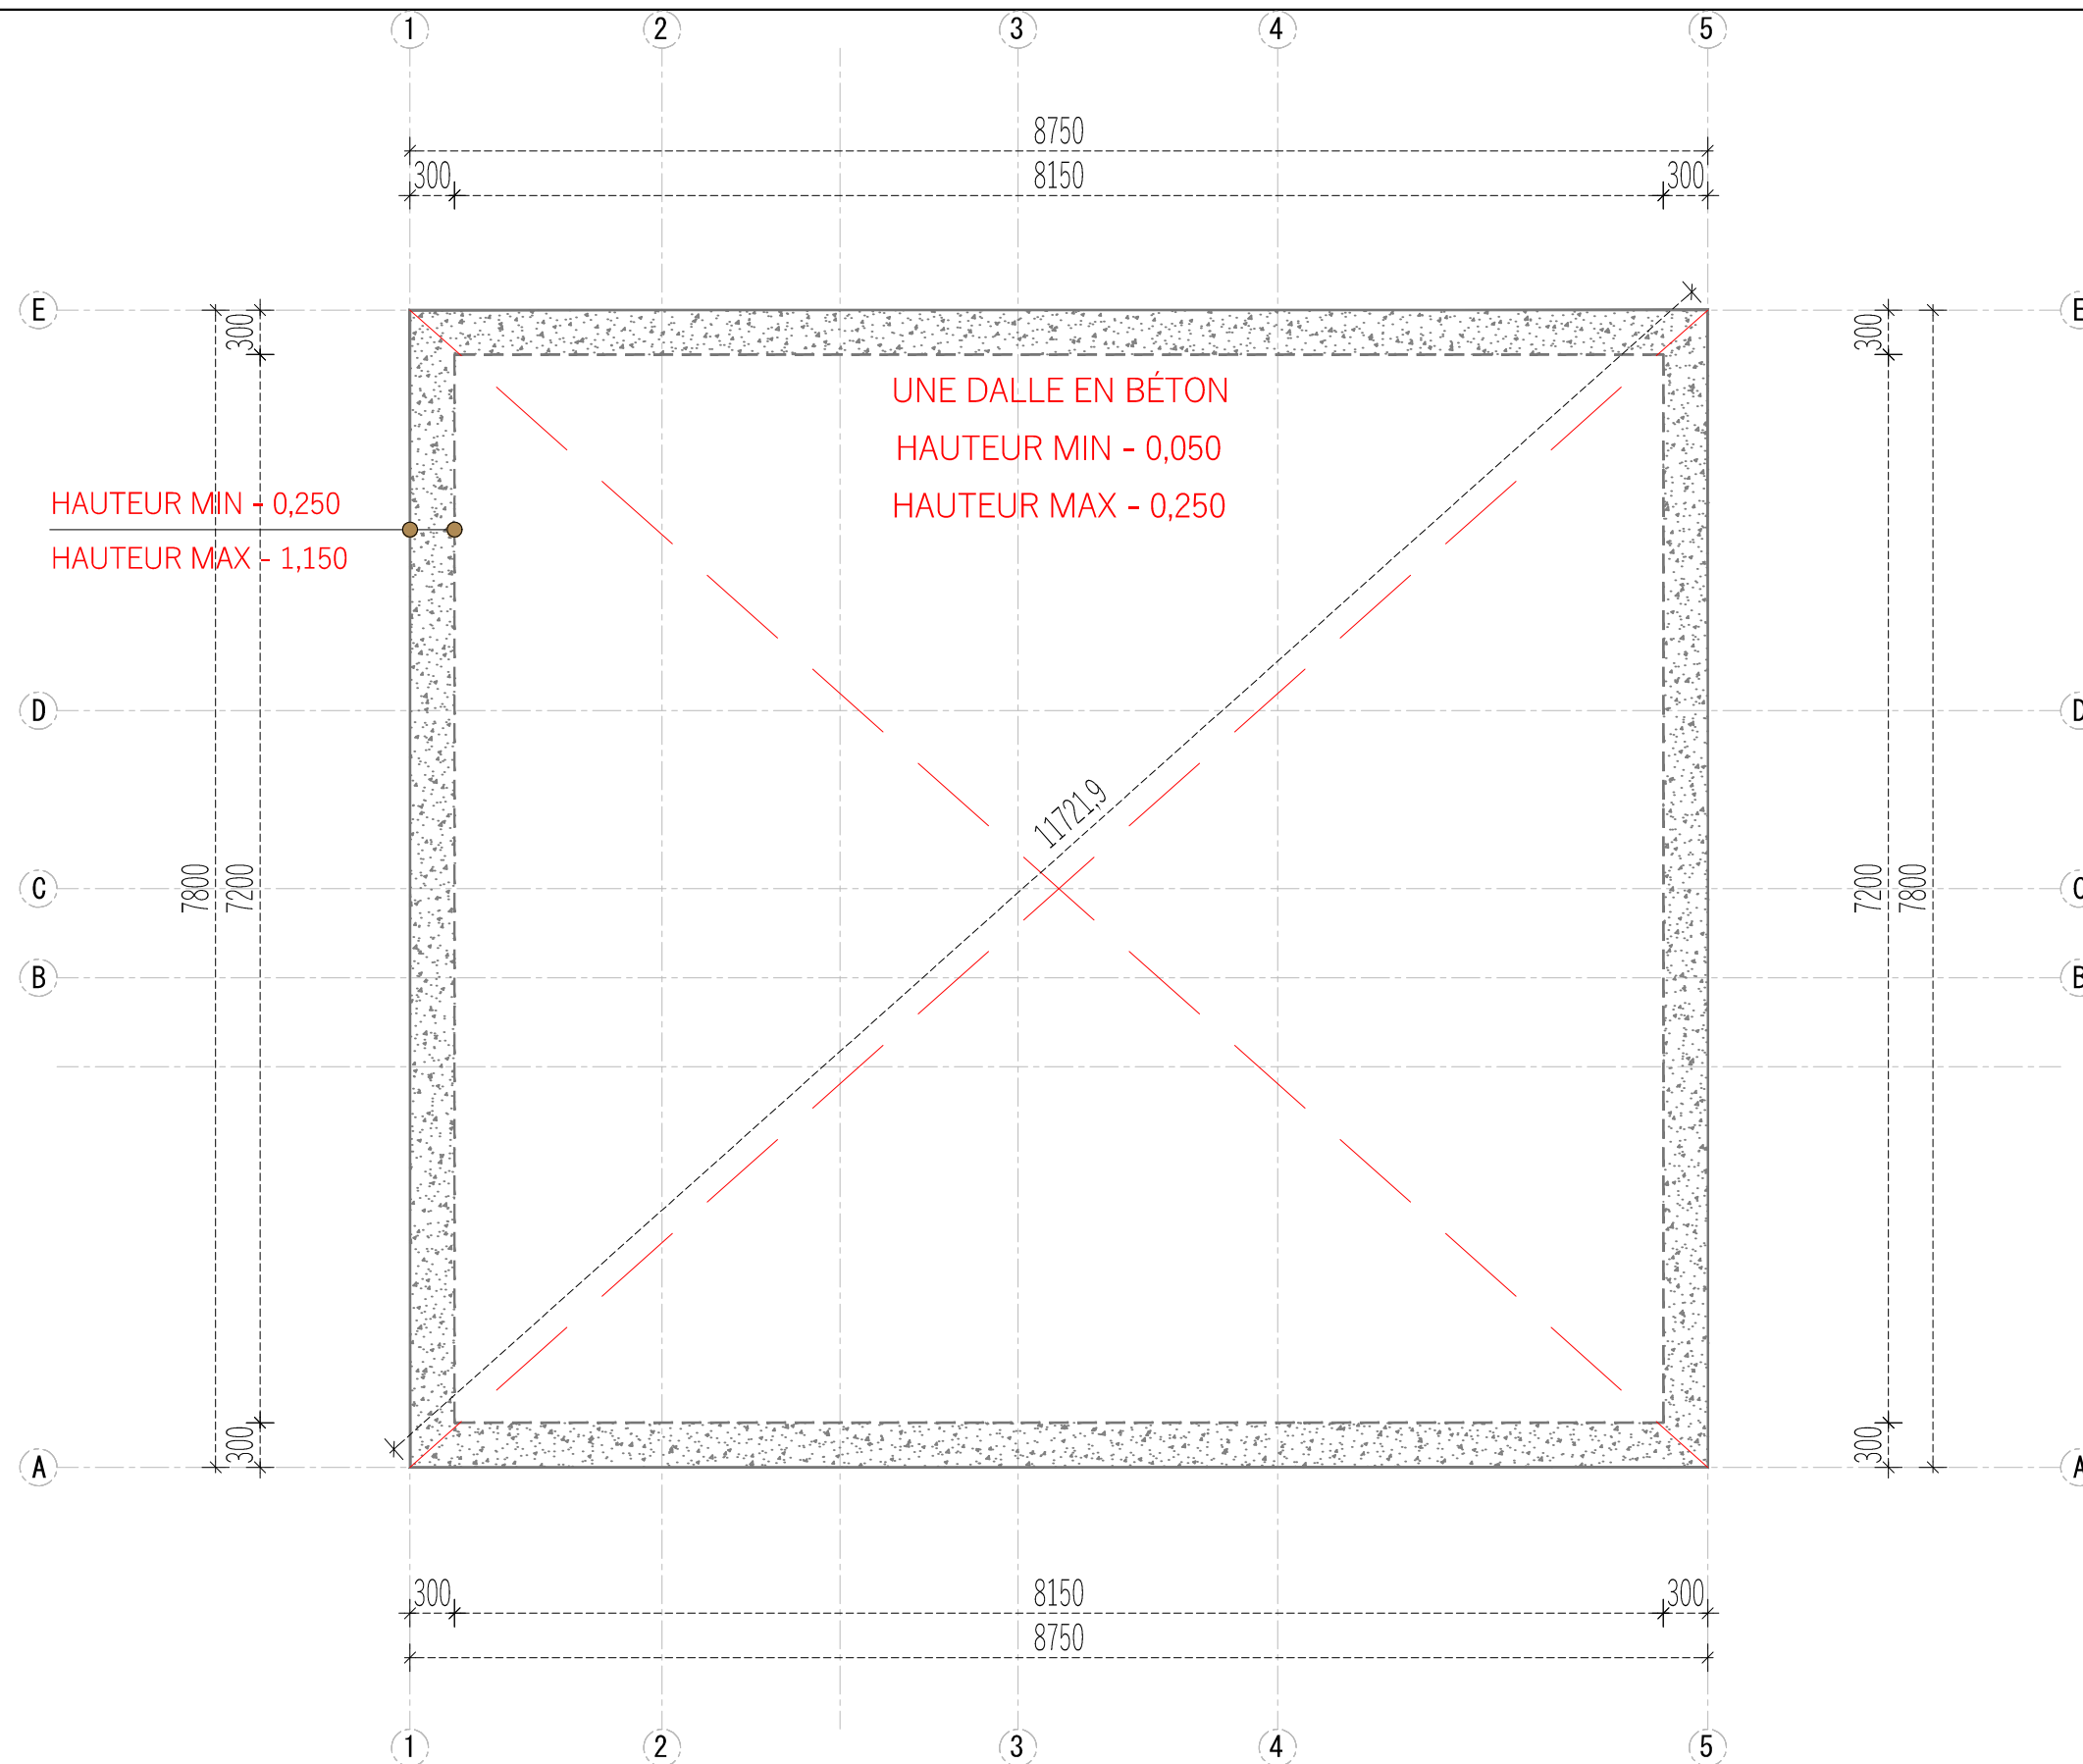 1 2 3 4 5
8750
300 8150 300
E E
300 300
UNE DALLE EN BÉTON
HAUTEUR MIN - 0,050
HAUTEUR MAX - 0,250
HAUTEUR MIN - 0,250
HAUTEUR MAX - 1,150
D D
11721,9
C C
7800 7200 7200 7800
B B
300 300
A A
300 8150 300
8750
1 2 3 4 5